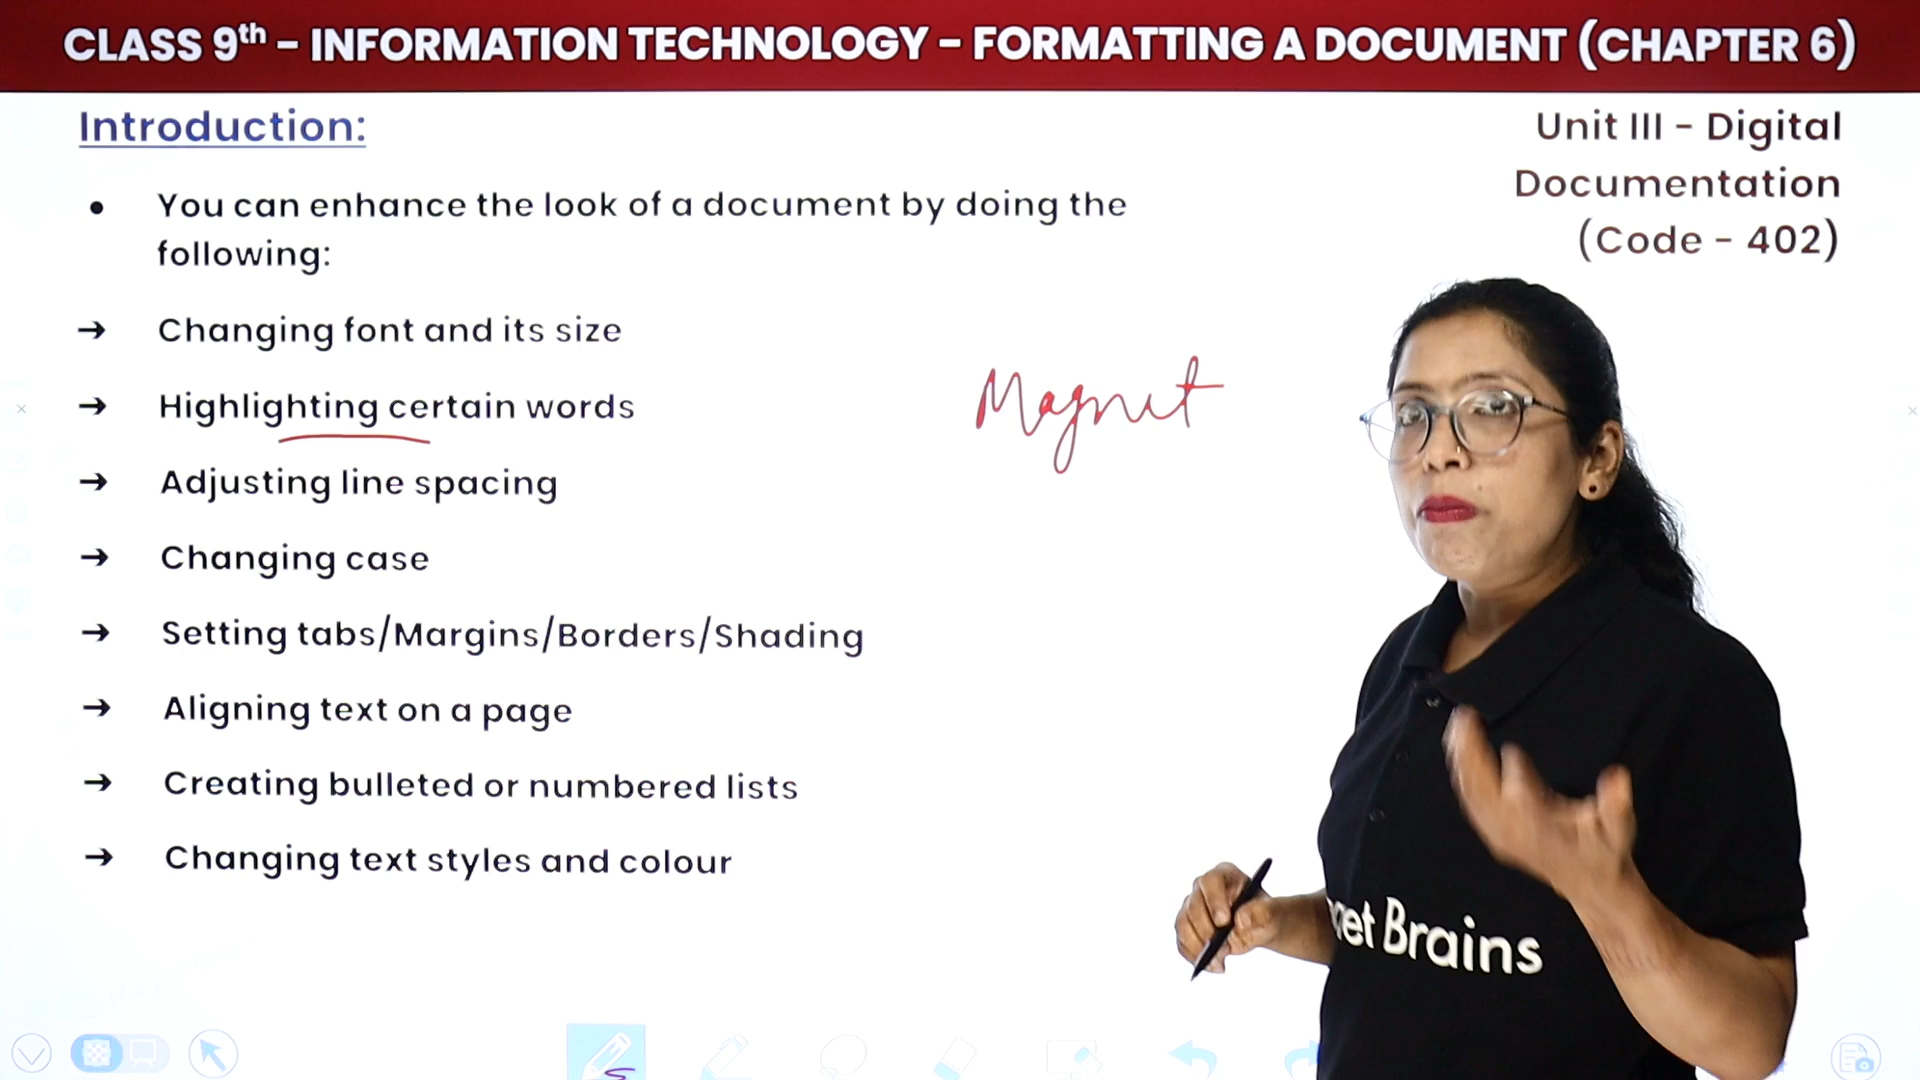 CLASS 9th – INFORMATION TECHNOLOGY – FORMATTING A DOCUMENT (CHAPTER 6)
Introduction:
Unit III – Digital
Documentation
(Code – 402)
● You can enhance the look of a document by doing the
following:
→ Changing font and its size
→ Highlighting certain words
Magnet
→ Adjusting line spacing
→ Changing case
→ Setting tabs/Margins/Borders/Shading
→ Aligning text on a page
→ Creating bulleted or numbered lists
→ Changing text styles and colour
Brains